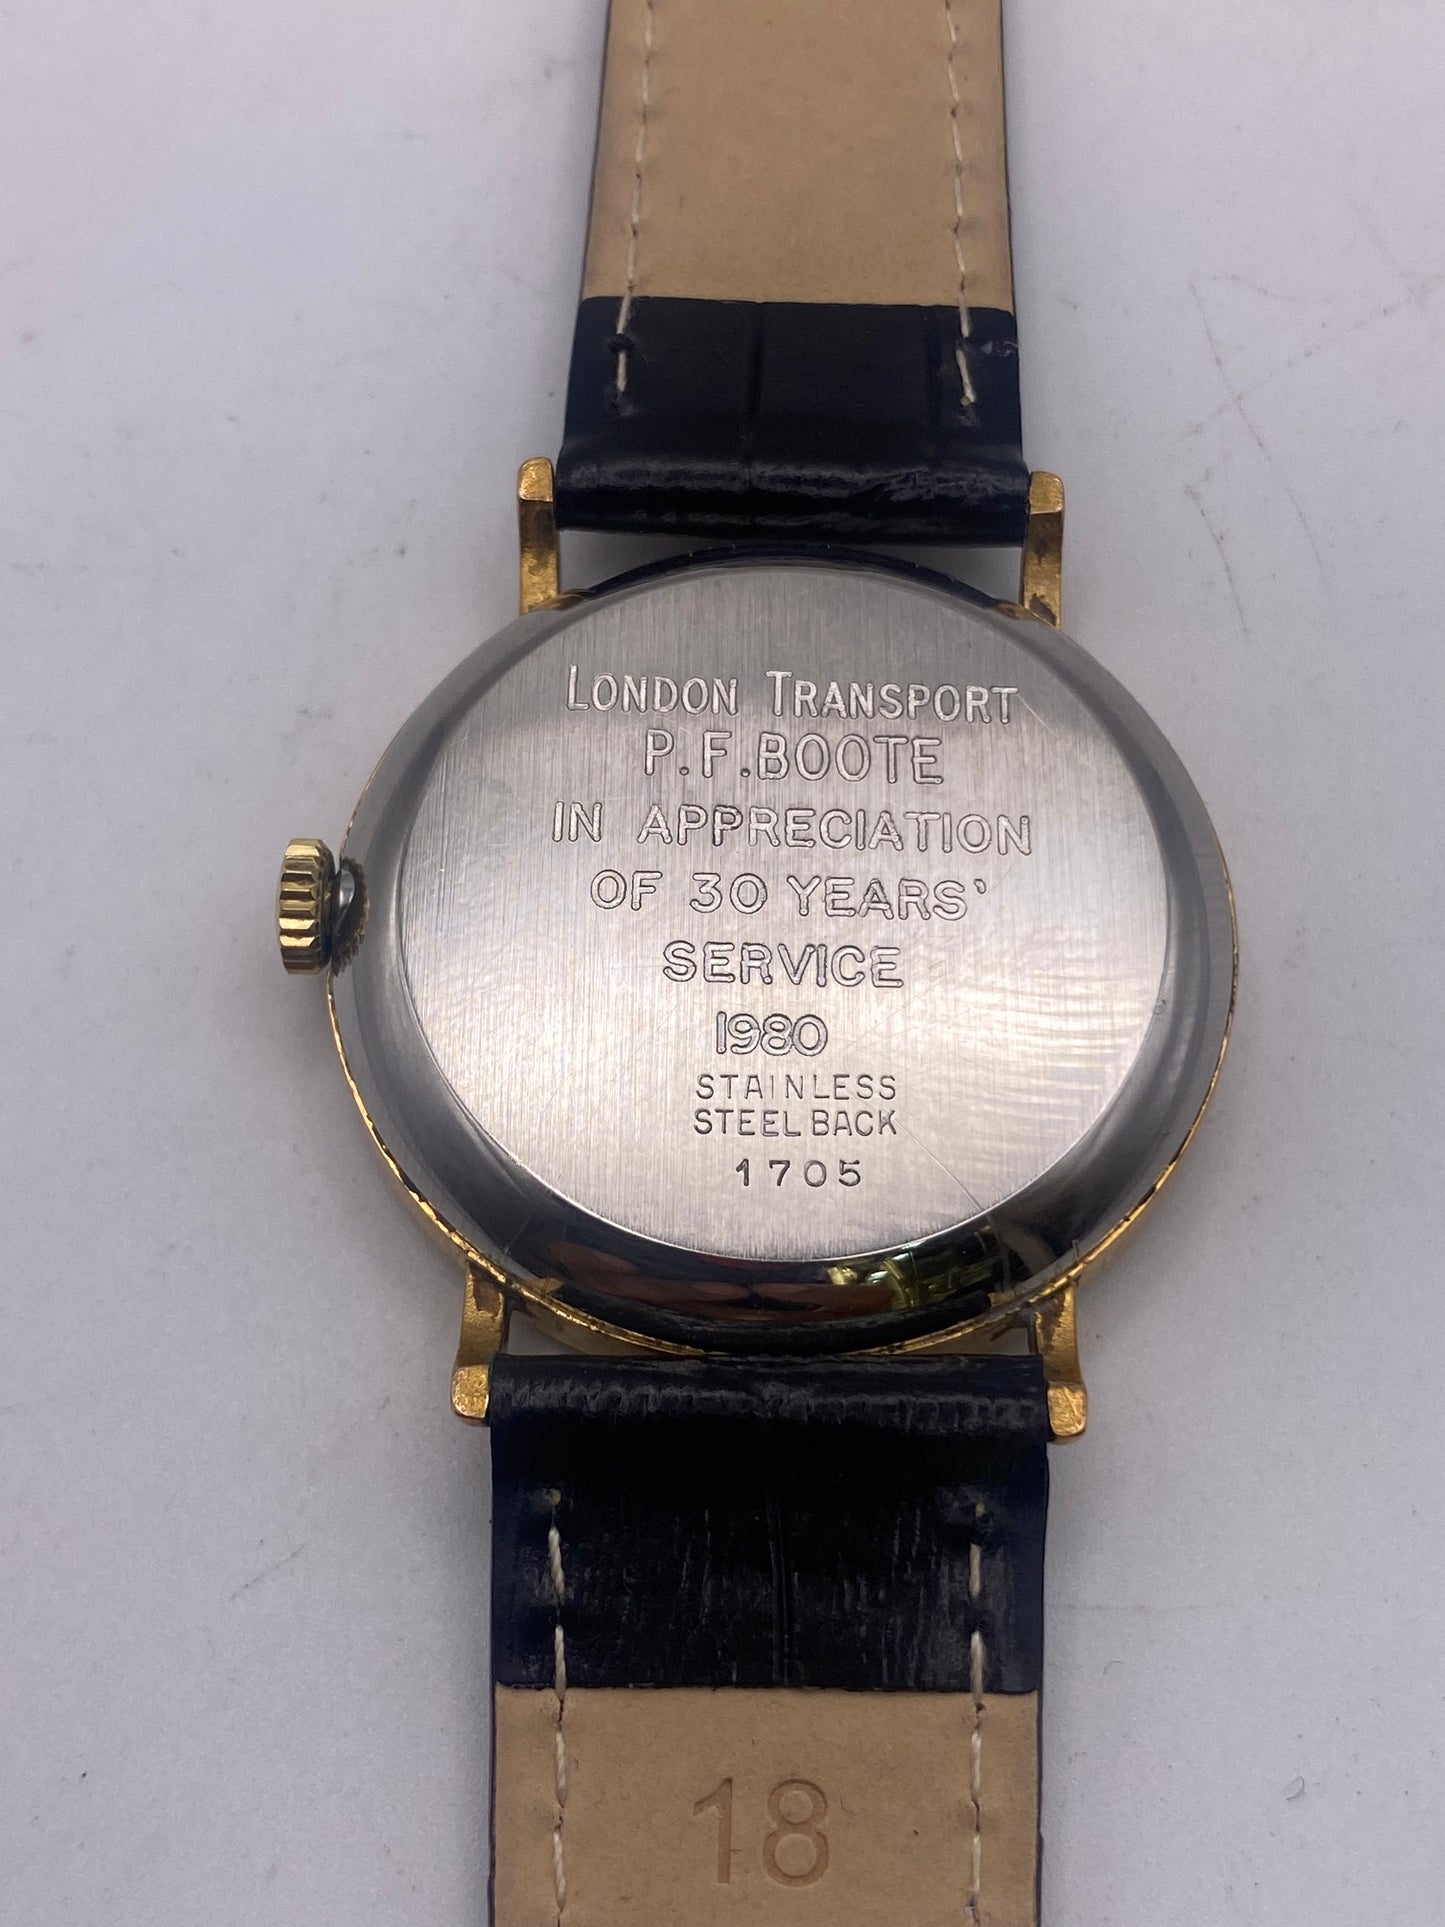 LONDON TRANSPORT
P.F.BOOTE
IN APPRECIATION
OF 30 YEARS'
SERVICE
1980
STAINLESS
STEEL BACK
1705
18